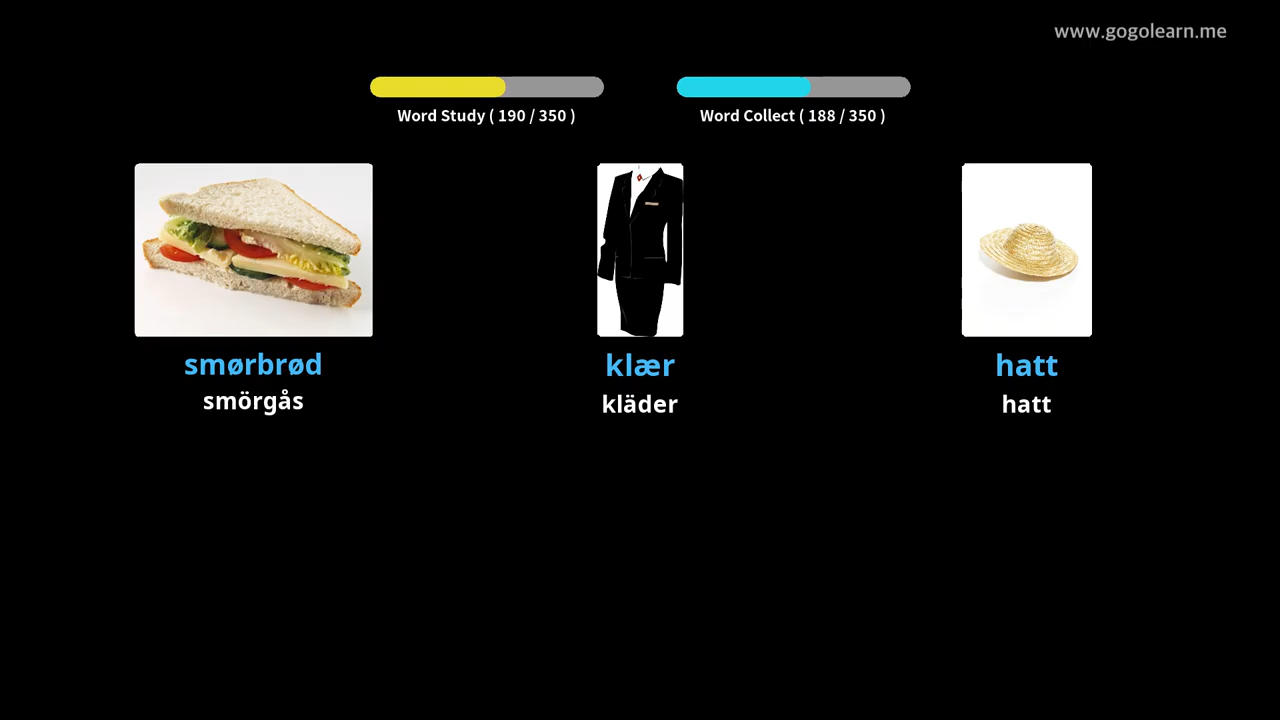 www.gogolearn.me
Word Study ( 190 / 350 )
Word Collect ( 188 / 350 )
smørbrød
klær
hatt
smörgås
kläder
hatt